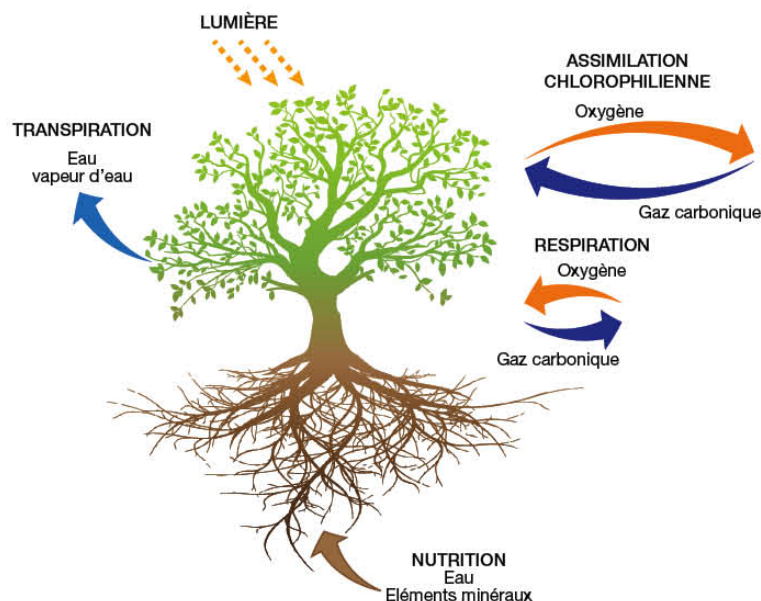 LUMIÈRE
TRANSPIRATION
Eau
vapeur d'eau
ASSIMILATION
CHLOROPHILIENNE
Oxygène
Gaz carbonique
RESPIRATION
Oxygène
Gaz carbonique
NUTRITION
Eau
Eléments minéraux